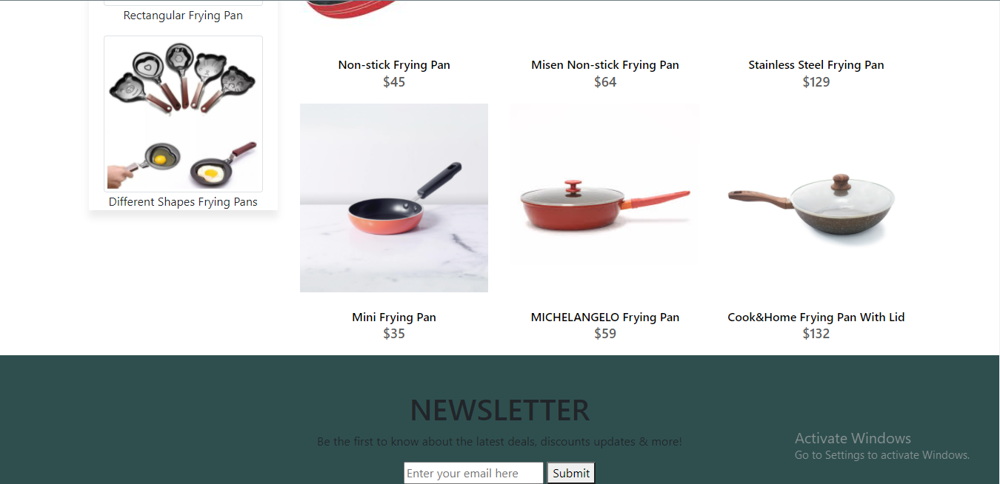 Rectangular Frying Pan
Different Shapes Frying Pans
Non-stick Frying Pan
$45
Misen Non-stick Frying Pan
$64
Stainless Steel Frying Pan
$129
Mini Frying Pan
$35
MICHELANGELO Frying Pan
$59
Cook&Home Frying Pan With Lid
$132
NEWSLETTER
Be the first to know about the latest deals, discounts updates & more!
Enter your email here
Submit
Activate Windows
Go to Settings to activate Windows.